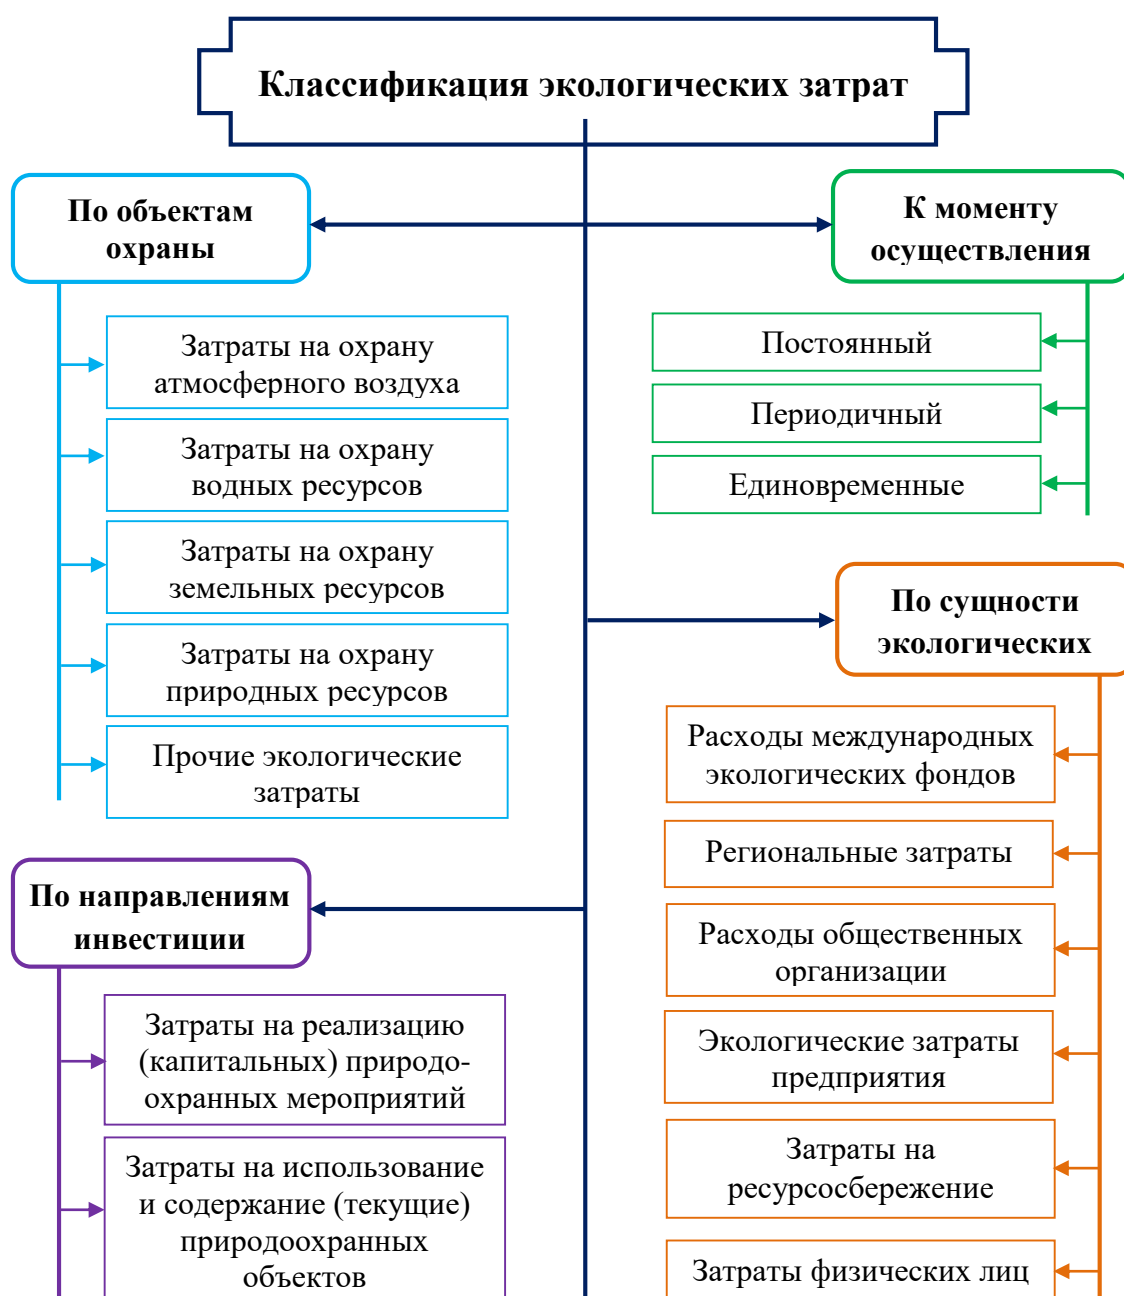 Классификация экологических затрат
По объектам
охраны
Затраты на охрану
атмосферного воздуха
Затраты на охрану
водных ресурсов
Затраты на охрану
земельных ресурсов
Затраты на охрану
природных ресурсов
Прочие экологические
затраты
К моменту
осуществления
Постоянный
Периодичный
Единовременные
По сущности
экологических
Расходы международных
экологических фондов
Региональные затраты
Расходы общественных
организации
Экологические затраты
предприятия
Затраты на
ресурсосбережение
Затраты физических лиц
По направлениям
инвестиции
Затраты на реализацию
(капитальных) природо-
охранных мероприятий
Затраты на использование
и содержание (текущие)
природоохранных
объектов